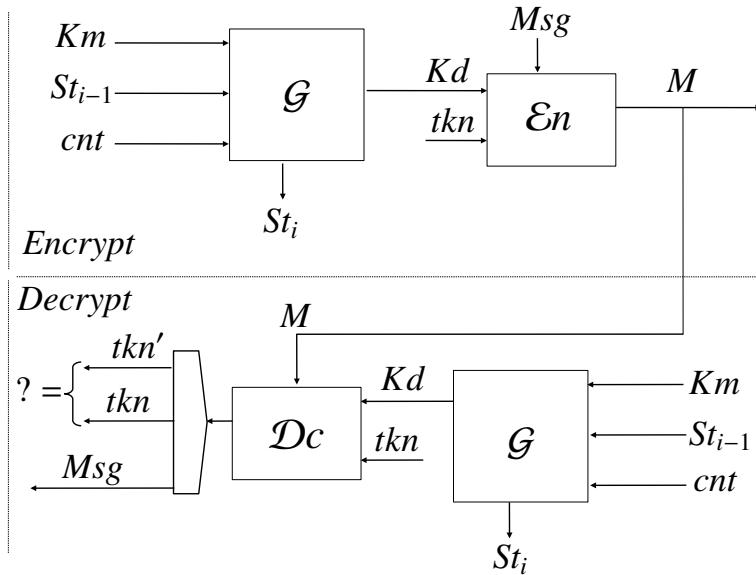 Km
Msg
St_{i−1}
𝒢
Kd
ℰn
M
cnt
tkn
St_i
Encrypt
Decrypt
M
tkn′
Kd
Km
? = {
tkn
𝒟c
tkn
𝒢
St_{i−1}
Msg
cnt
St_i